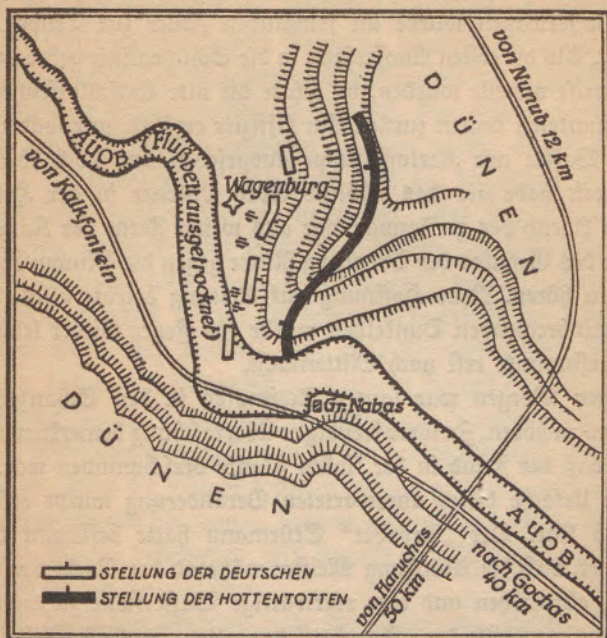 von Nunub 12 km
DÜNEN
AUOB (Flußbett ausgetrocknet)
Wagenburg
von Kalkfontein
Gr. Nabas
DÜNEN
AUOB
nach Gochas 40 km
von Haruchas 50 km
STELLUNG DER DEUTSCHEN
STELLUNG DER HOTTENTOTTEN